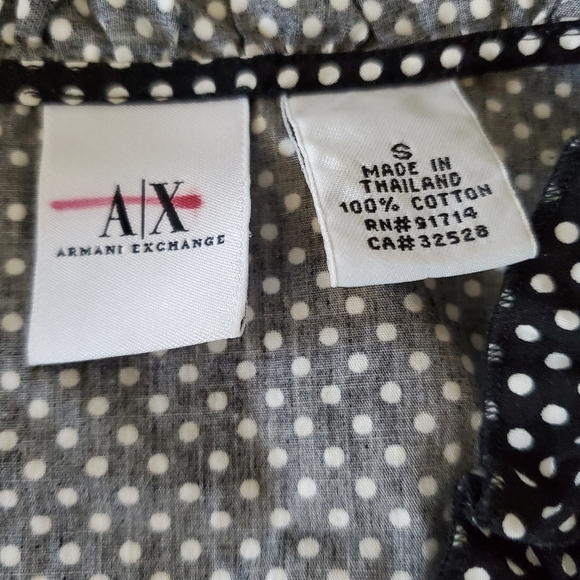 A|X
ARMANI EXCHANGE
S
MADE IN
THAILAND
100% COTTON
RN#91714
CA#32528